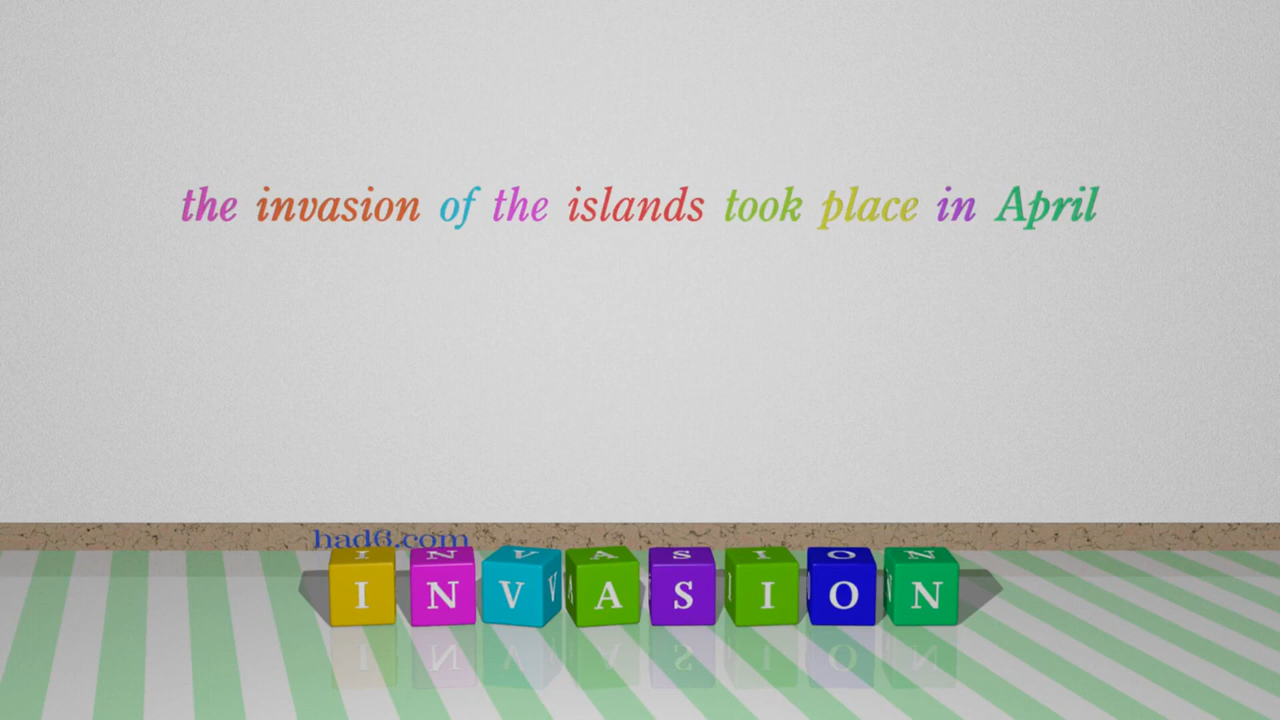 the invasion of the islands took place in April
had6.com
INVASION